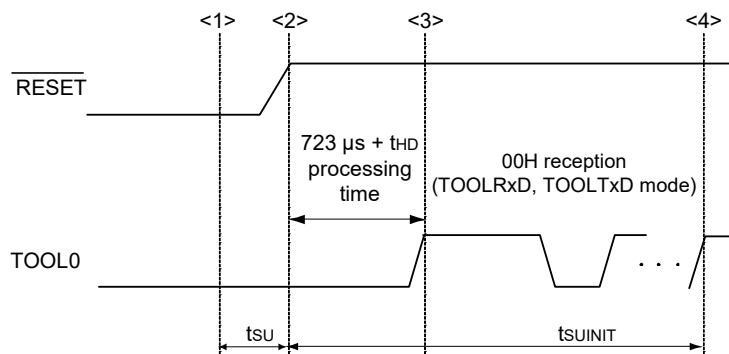 <1> <2> <3> <4>
RESET
723 µs + tHD
processing
time
00H reception
(TOOLRxD, TOOLTxD mode)
TOOL0
. . .
tSU
tSUINIT